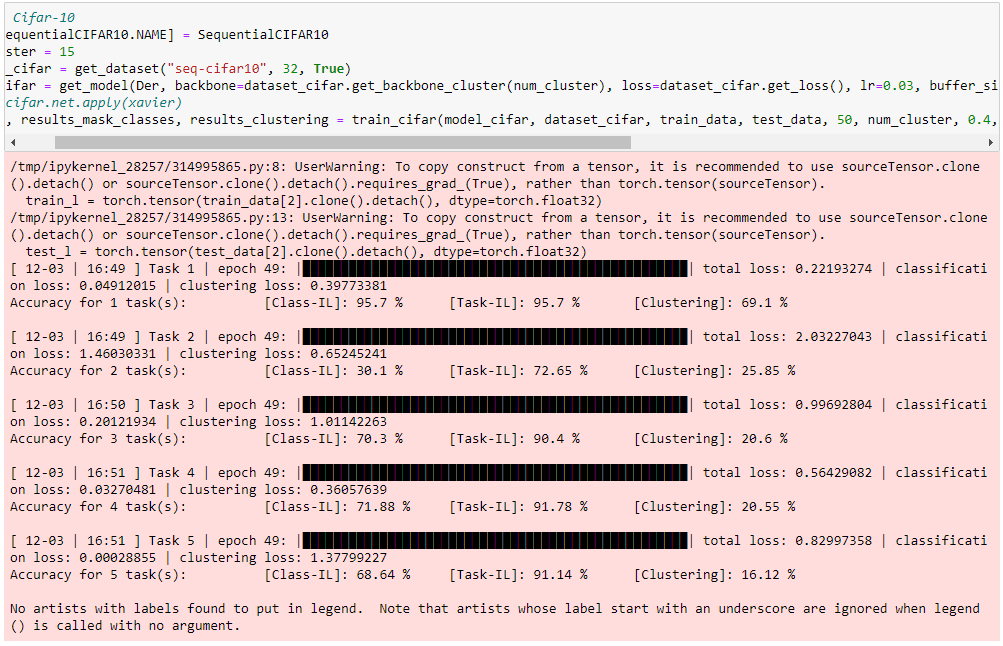 Cifar-10
equentialCIFAR10.NAME] = SequentialCIFAR10
ster = 15
_cifar = get_dataset("seq-cifar10", 32, True)
ifar = get_model(Der, backbone=dataset_cifar.get_backbone_cluster(num_cluster), loss=dataset_cifar.get_loss(), lr=0.03, buffer_si
cifar.net.apply(xavier)
, results_mask_classes, results_clustering = train_cifar(model_cifar, dataset_cifar, train_data, test_data, 50, num_cluster, 0.4,
/tmp/ipykernel_28257/314995865.py:8: UserWarning: To copy construct from a tensor, it is recommended to use sourceTensor.clone
().detach() or sourceTensor.clone().detach().requires_grad_(True), rather than torch.tensor(sourceTensor).
train_l = torch.tensor(train_data[2].clone().detach(), dtype=torch.float32)
/tmp/ipykernel_28257/314995865.py:13: UserWarning: To copy construct from a tensor, it is recommended to use sourceTensor.clone
().detach() or sourceTensor.clone().detach().requires_grad_(True), rather than torch.tensor(sourceTensor).
test_l = torch.tensor(test_data[2].clone().detach(), dtype=torch.float32)
[ 12-03 | 16:49 ] Task 1 | epoch 49: || total loss: 0.22193274 | classificati
on loss: 0.04912015 | clustering loss: 0.39773381
Accuracy for 1 task(s): [Class-IL]: 95.7 % [Task-IL]: 95.7 % [Clustering]: 69.1 %
[ 12-03 | 16:49 ] Task 2 | epoch 49: || total loss: 2.03227043 | classificati
on loss: 1.46030331 | clustering loss: 0.65245241
Accuracy for 2 task(s): [Class-IL]: 30.1 % [Task-IL]: 72.65 % [Clustering]: 25.85 %
[ 12-03 | 16:50 ] Task 3 | epoch 49: || total loss: 0.99692804 | classificati
on loss: 0.20121934 | clustering loss: 1.01142263
Accuracy for 3 task(s): [Class-IL]: 70.3 % [Task-IL]: 90.4 % [Clustering]: 20.6 %
[ 12-03 | 16:51 ] Task 4 | epoch 49: || total loss: 0.56429082 | classificati
on loss: 0.03270481 | clustering loss: 0.36057639
Accuracy for 4 task(s): [Class-IL]: 71.88 % [Task-IL]: 91.78 % [Clustering]: 20.55 %
[ 12-03 | 16:51 ] Task 5 | epoch 49: || total loss: 0.82997358 | classificati
on loss: 0.00028855 | clustering loss: 1.37799227
Accuracy for 5 task(s): [Class-IL]: 68.64 % [Task-IL]: 91.14 % [Clustering]: 16.12 %
No artists with labels found to put in legend. Note that artists whose label start with an underscore are ignored when legend
() is called with no argument.